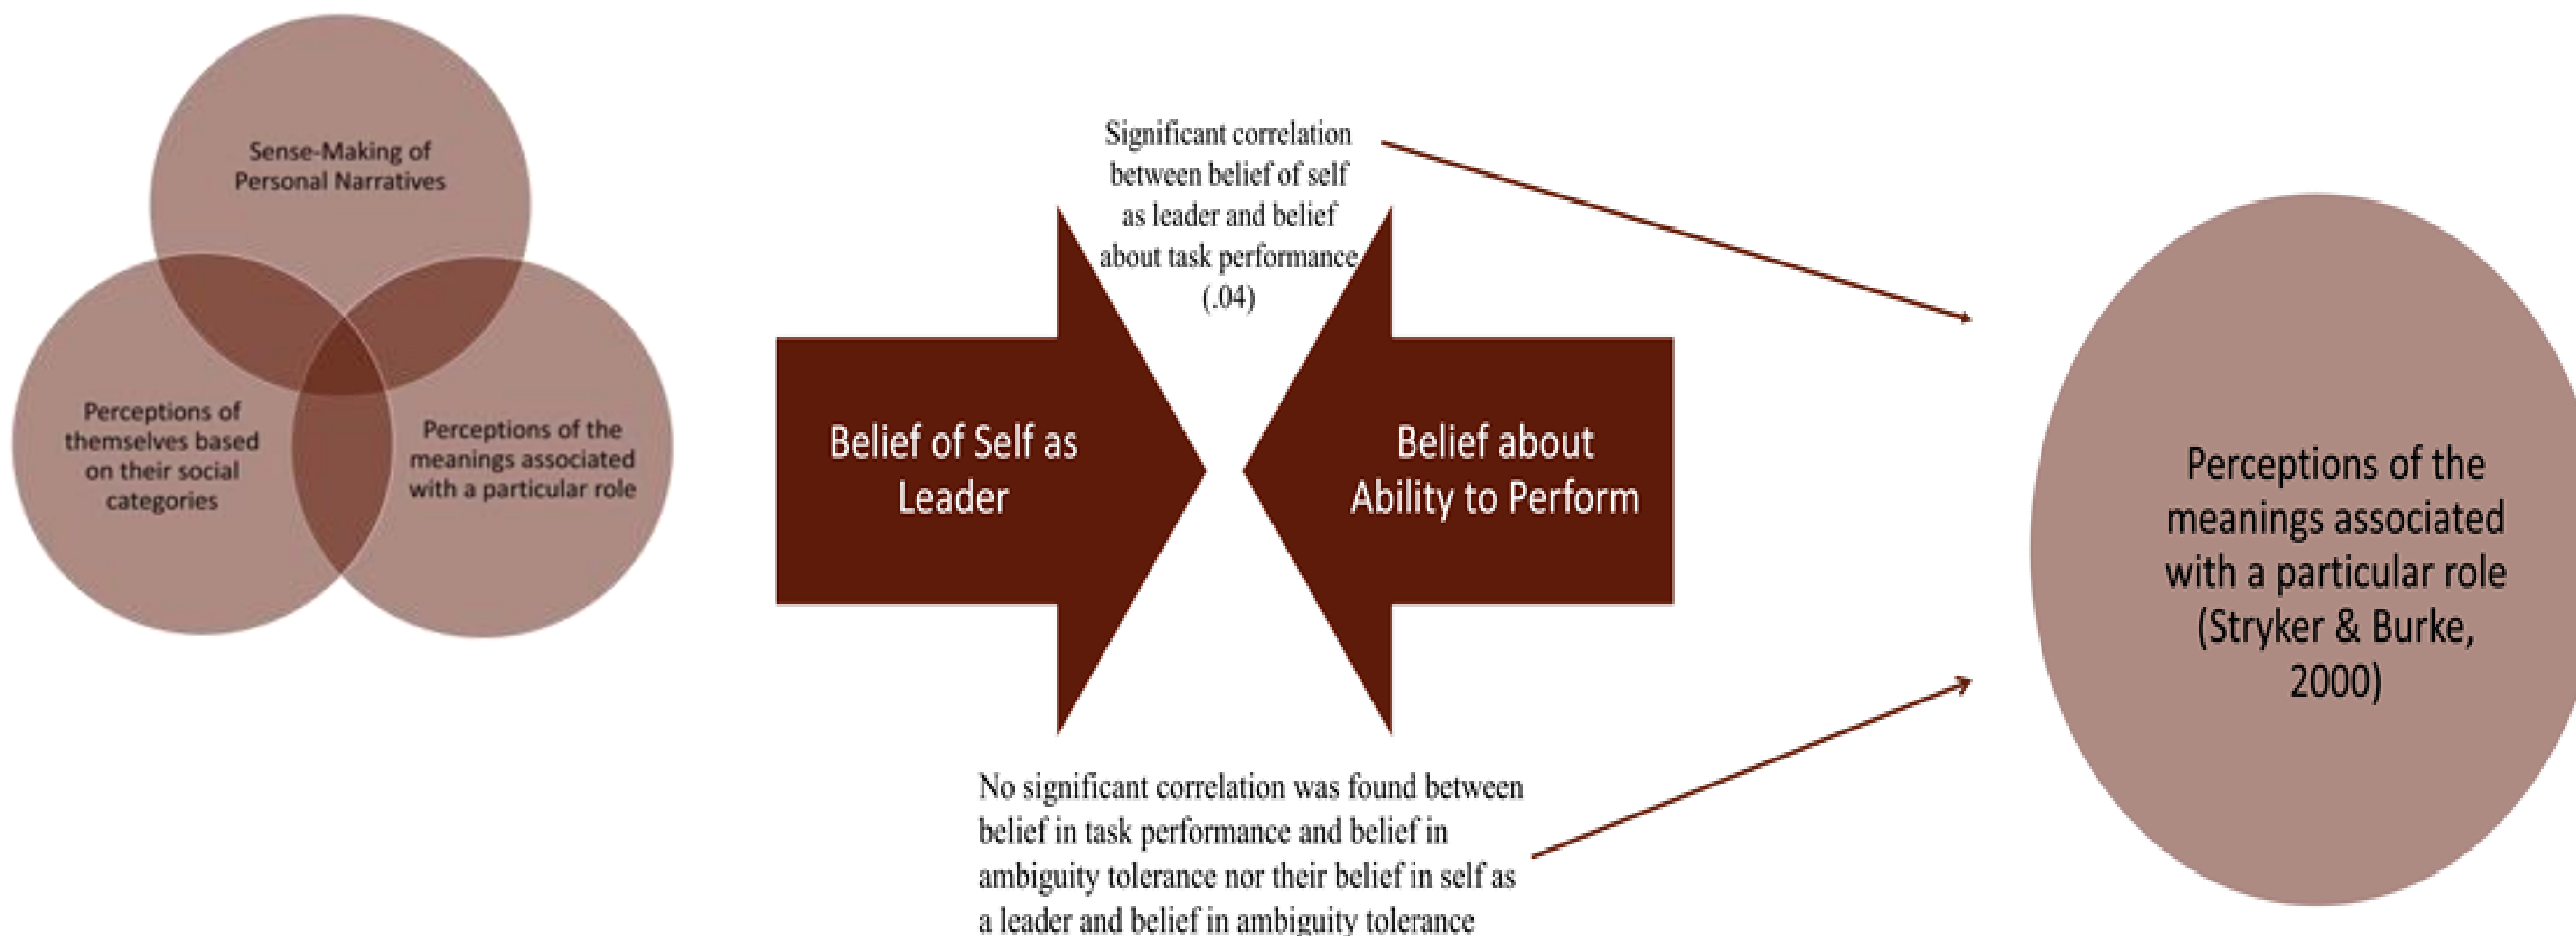 Sense-Making of
Personal Narratives
Perceptions of
themselves based
on their social
categories
Perceptions of the
meanings associated
with a particular role
Significant correlation
between belief of self
as leader and belief
about task performance
(.04)
Belief of Self as
Leader
Belief about
Ability to Perform
No significant correlation was found between
belief in task performance and belief in
ambiguity tolerance nor their belief in self as
a leader and belief in ambiguity tolerance
Perceptions of the
meanings associated
with a particular role
(Stryker & Burke,
2000)